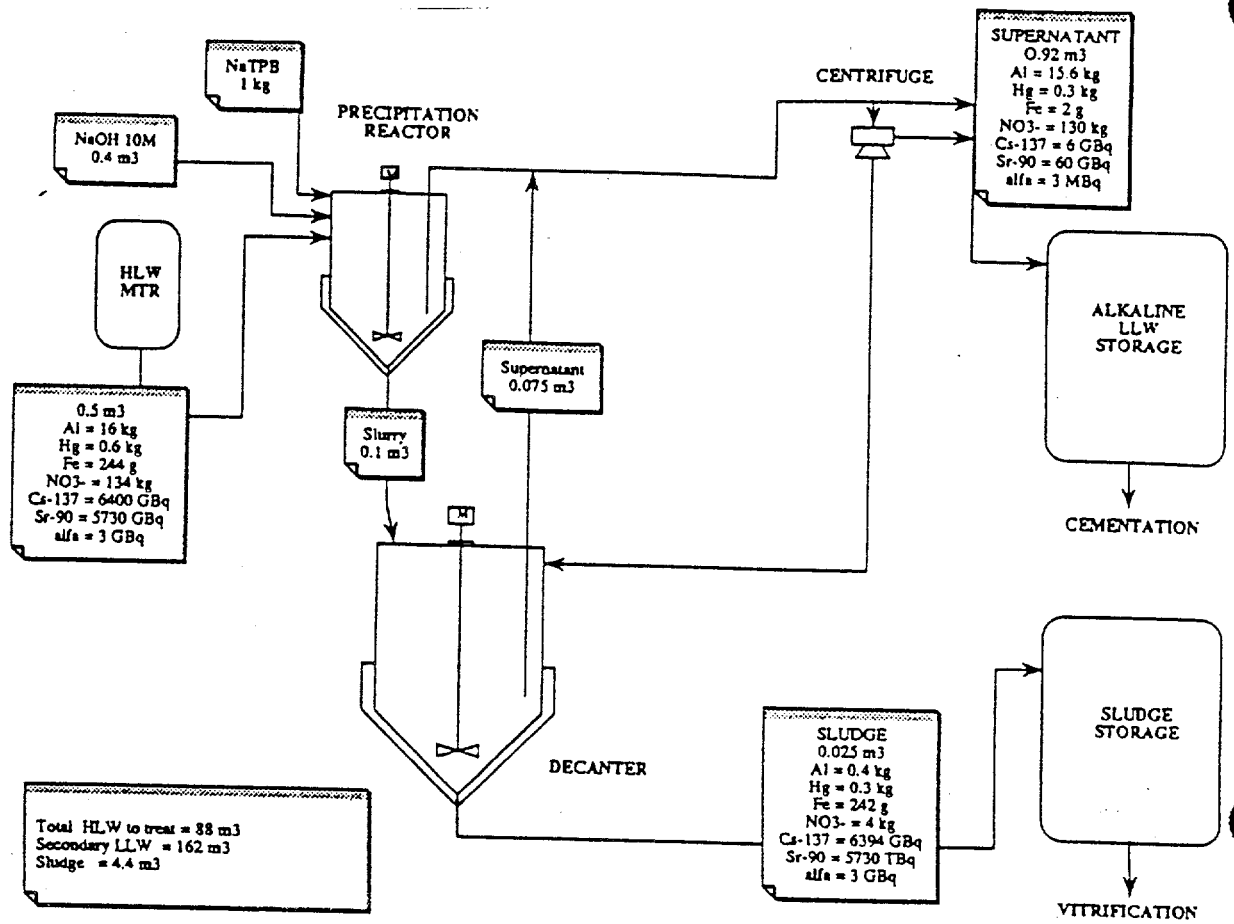 NaTPB
1 kg
PRECIPITATION
REACTOR
NaOH 10M
0.4 m3
M
HLW
MTR
0.5 m3
Al = 16 kg
Hg = 0.6 kg
Fe = 244 g
NO3- = 134 kg
Cs-137 = 6400 GBq
Sr-90 = 5730 GBq
alfa = 3 GBq
Slurry
0.1 m3
Supernatant
0.075 m3
CENTRIFUGE
SUPERNATANT
0.92 m3
Al = 15.6 kg
Hg = 0.3 kg
Fe = 2 g
NO3- = 130 kg
Cs-137 = 6 GBq
Sr-90 = 60 GBq
alfa = 3 MBq
ALKALINE
LLW
STORAGE
CEMENTATION
M
DECANTER
SLUDGE
0.025 m3
Al = 0.4 kg
Hg = 0.3 kg
Fe = 242 g
NO3- = 4 kg
Cs-137 = 6394 GBq
Sr-90 = 5730 TBq
alfa = 3 GBq
SLUDGE
STORAGE
VITRIFICATION
Total HLW to treat = 88 m3
Secondary LLW = 162 m3
Sludge = 4.4 m3